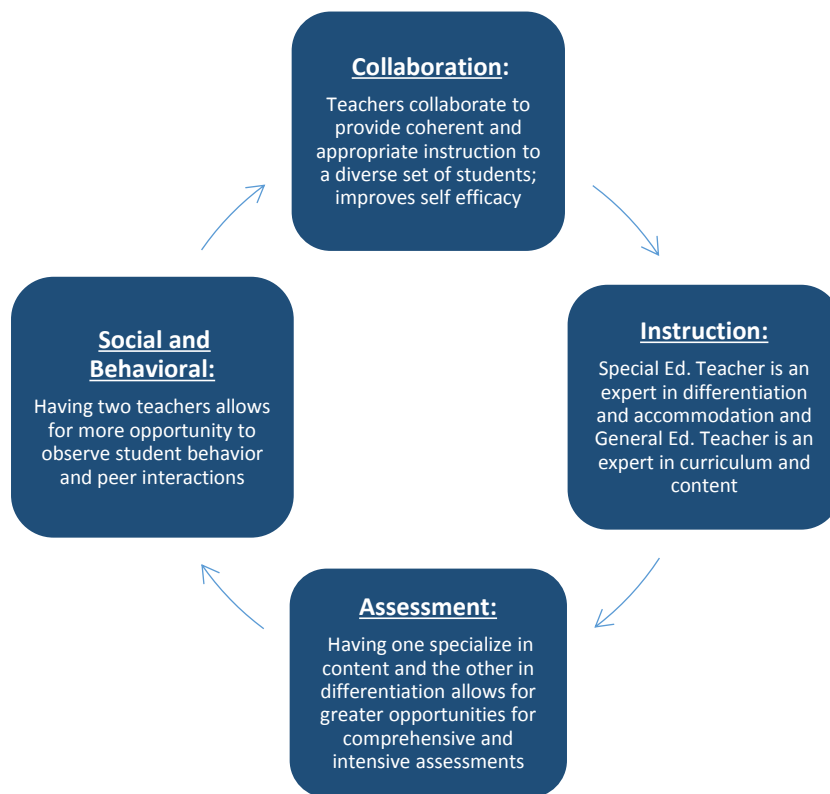 Collaboration:
Teachers collaborate to
provide coherent and
appropriate instruction to
a diverse set of students;
improves self efficacy
Instruction:
Special Ed. Teacher is an
expert in differentiation
and accommodation and
General Ed. Teacher is an
expert in curriculum and
content
Assessment:
Having one specialize in
content and the other in
differentiation allows for
greater opportunities for
comprehensive and
intensive assessments
Social and
Behavioral:
Having two teachers allows
for more opportunity to
observe student behavior
and peer interactions